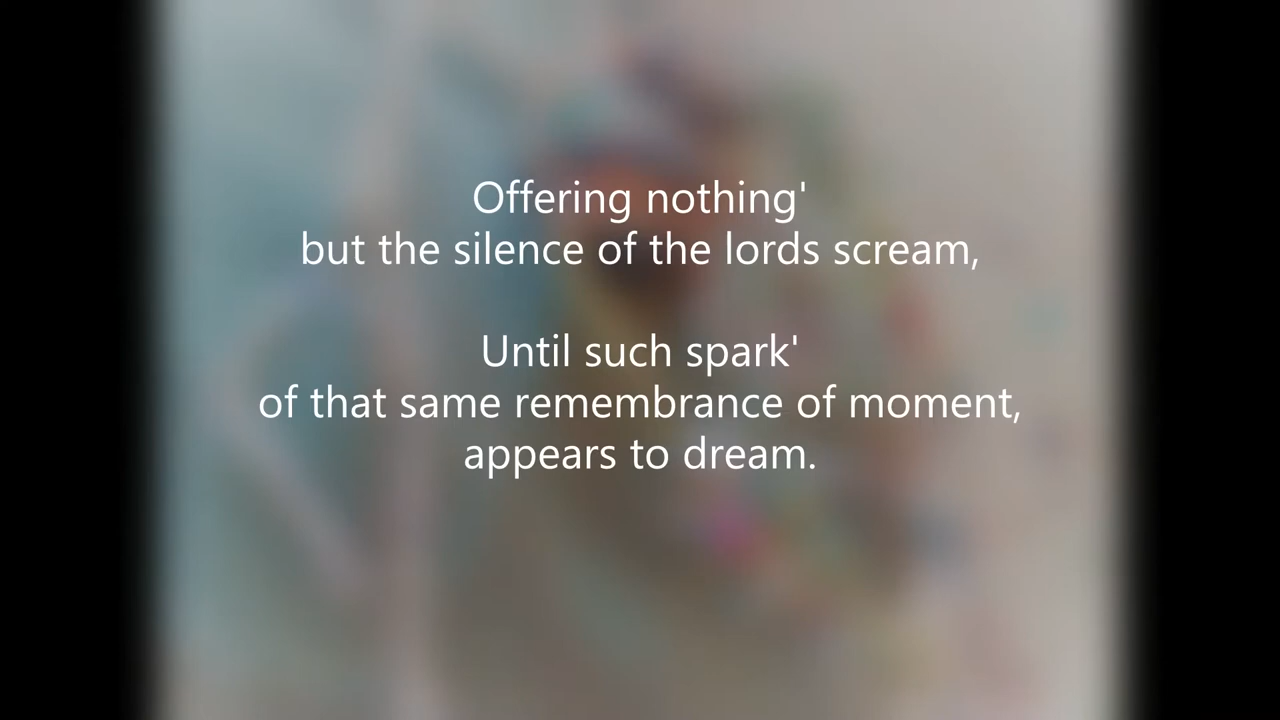 Offering nothing'
but the silence of the lords scream,
Until such spark'
of that same remembrance of moment,
appears to dream.